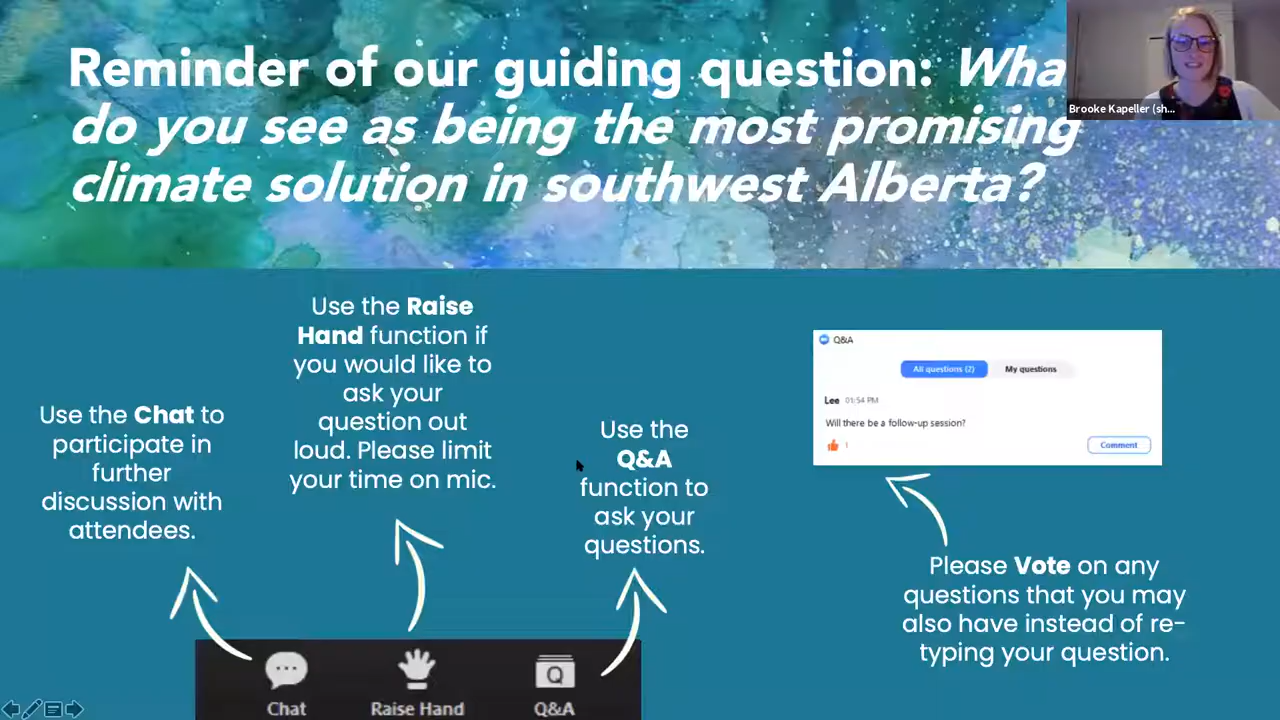 Reminder of our guiding question: Wha
do you see as being the most promising
climate solution in southwest Alberta?
Brooke Kapeller (sh...
Use the Chat to
participate in
further
discussion with
attendees.
Use the Raise
Hand function if
you would like to
ask your
question out
loud. Please limit
your time on mic.
Use the
Q&A
function to
ask your
questions.
Q&A
All questions (2) My questions
Lee 01:54 PM
Will there be a follow-up session?
1
Comment
Please Vote on any
questions that you may
also have instead of re-
typing your question.
Q
Chat Raise Hand Q&A